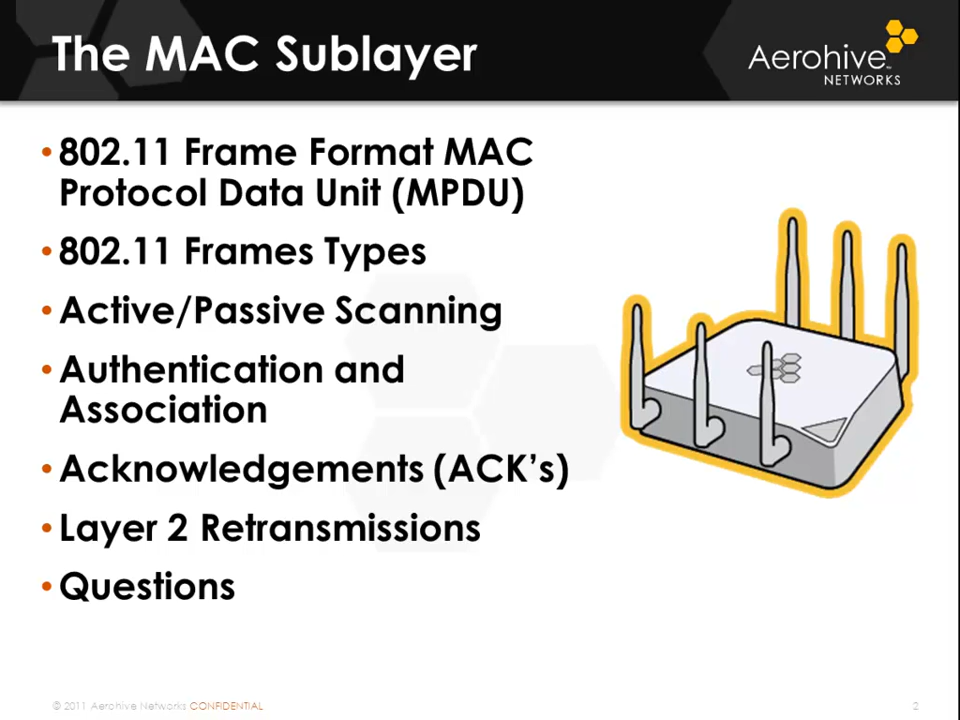 The MAC Sublayer
Aerohive
NETWORKS
• 802.11 Frame Format MAC
Protocol Data Unit (MPDU)
• 802.11 Frames Types
• Active/Passive Scanning
• Authentication and
Association
• Acknowledgements (ACK’s)
• Layer 2 Retransmissions
• Questions
© 2011 Aerohive Networks CONFIDENTIAL
2